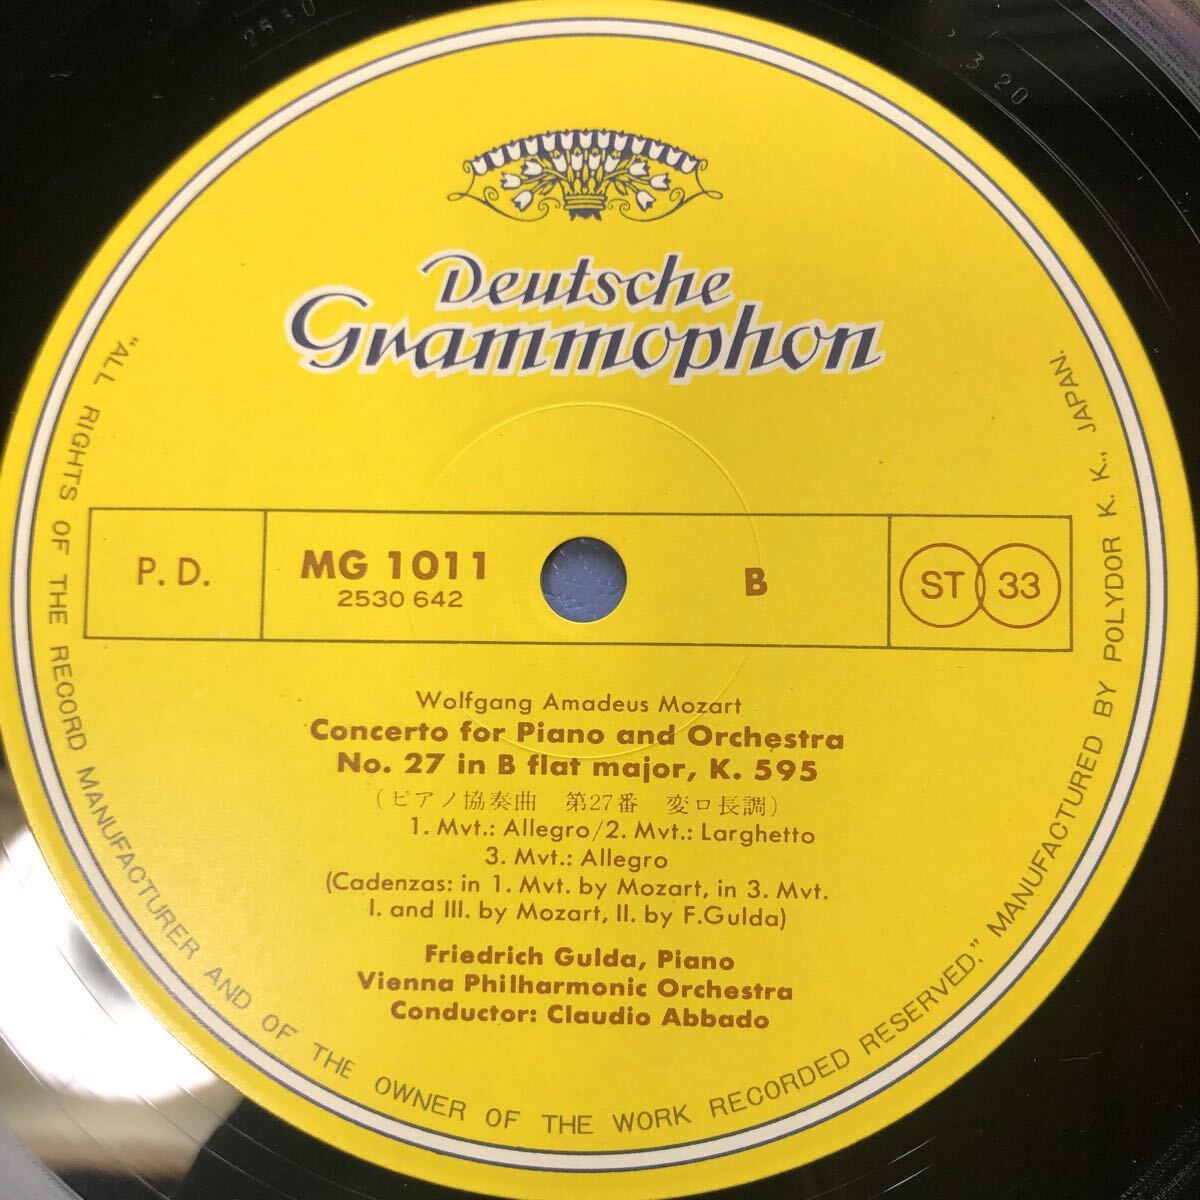 2530
320
Deutsche
Grammophon
P. D.
MG 1011
2530 642
B
ST 33
Wolfgang Amadeus Mozart
Concerto for Piano and Orchestra
No. 27 in B flat major, K. 595
(ピアノ協奏曲 第27番 変ロ長調)
1. Mvt.: Allegro/2. Mvt.: Larghetto
3. Mvt.: Allegro
(Cadenzas: in 1. Mvt. by Mozart, in 3. Mvt.
I. and III. by Mozart, II. by F.Gulda)
Friedrich Gulda, Piano
Vienna Philharmonic Orchestra
Conductor: Claudio Abbado
"ALL RIGHTS OF THE RECORD MANUFACTURER AND OF THE OWNER OF THE WORK RECORDED RESERVED." MANUFACTURED BY POLYDOR K. K., JAPAN.